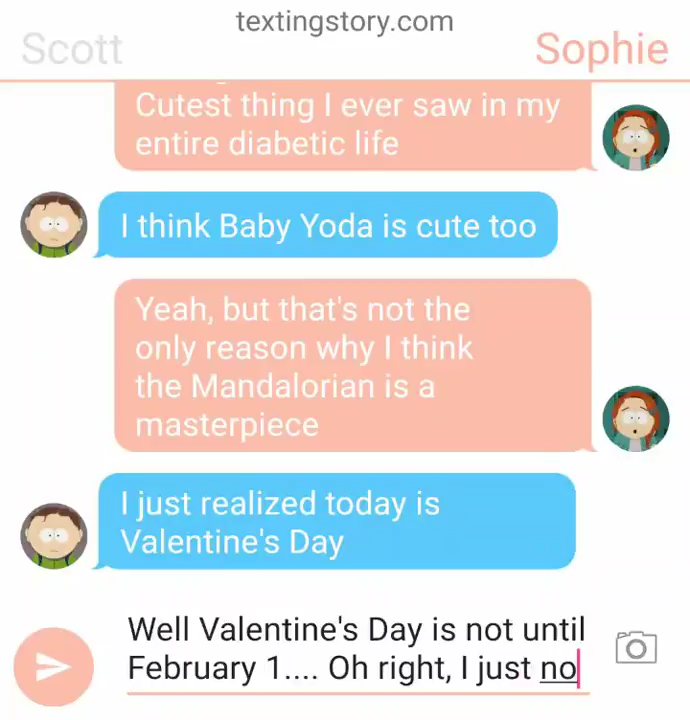 textingstory.com
Scott
Sophie
Cutest thing I ever saw in my
entire diabetic life
I think Baby Yoda is cute too
Yeah, but that's not the
only reason why I think
the Mandalorian is a
masterpiece
I just realized today is
Valentine's Day
Well Valentine's Day is not until
February 1.... Oh right, I just no